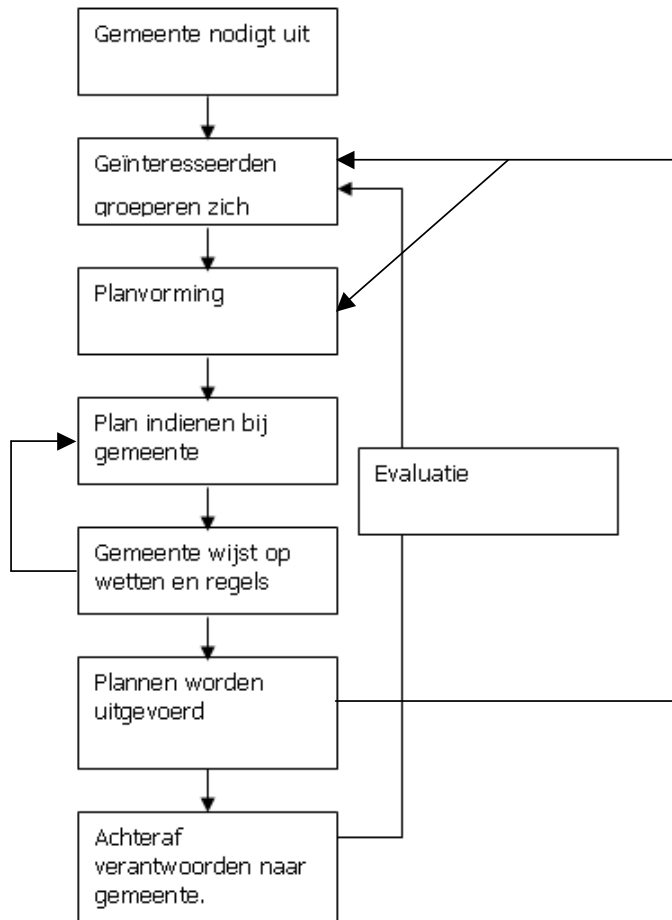 Gemeente nodigt uit
Geïnteresseerden
groeperen zich
Planvorming
Plan indienen bij
gemeente
Evaluatie
Gemeente wijst op
wetten en regels
Plannen worden
uitgevoerd
Achteraf
verantwoorden naar
gemeente.